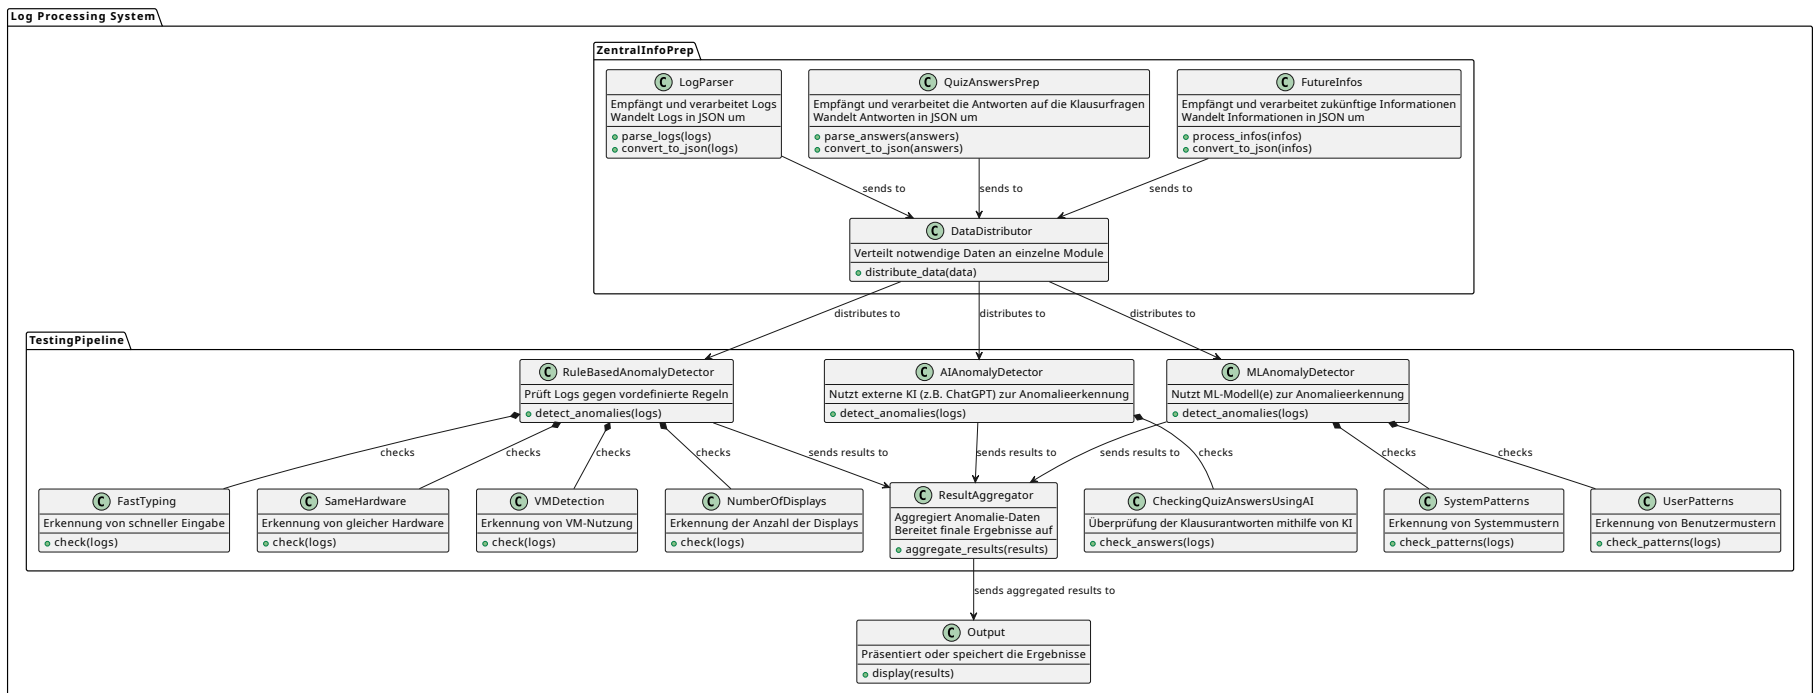 Log Processing System
ZentralInfoPrep
C LogParser
Empfängt und verarbeitet Logs
Wandelt Logs in JSON um
parse_logs(logs)
convert_to_json(logs)
C QuizAnswersPrep
Empfängt und verarbeitet die Antworten auf die Klausurfragen
Wandelt Antworten in JSON um
parse_answers(answers)
convert_to_json(answers)
C FutureInfos
Empfängt und verarbeitet zukünftige Informationen
Wandelt Informationen in JSON um
process_infos(infos)
convert_to_json(infos)
sends to
sends to
sends to
C DataDistributor
Verteilt notwendige Daten an einzelne Module
distribute_data(data)
distributes to
distributes to
distributes to
TestingPipeline
C RuleBasedAnomalyDetector
Prüft Logs gegen vordefinierte Regeln
detect_anomalies(logs)
C AIAnomalyDetector
Nutzt externe KI (z.B. ChatGPT) zur Anomalieerkennung
detect_anomalies(logs)
C MLAnomalyDetector
Nutzt ML-Modell(e) zur Anomalieerkennung
detect_anomalies(logs)
checks
checks
checks
checks
sends results to
sends results to
sends results to
checks
checks
checks
C FastTyping
Erkennung von schneller Eingabe
check(logs)
C SameHardware
Erkennung von gleicher Hardware
check(logs)
C VMDetection
Erkennung von VM-Nutzung
check(logs)
C NumberOfDisplays
Erkennung der Anzahl der Displays
check(logs)
C ResultAggregator
Aggregiert Anomalie-Daten
Bereitet finale Ergebnisse auf
aggregate_results(results)
C CheckingQuizAnswersUsingAI
Überprüfung der Klausurantworten mithilfe von KI
check_answers(logs)
C SystemPatterns
Erkennung von Systemmustern
check_patterns(logs)
C UserPatterns
Erkennung von Benutzermustern
check_patterns(logs)
sends aggregated results to
C Output
Präsentiert oder speichert die Ergebnisse
display(results)